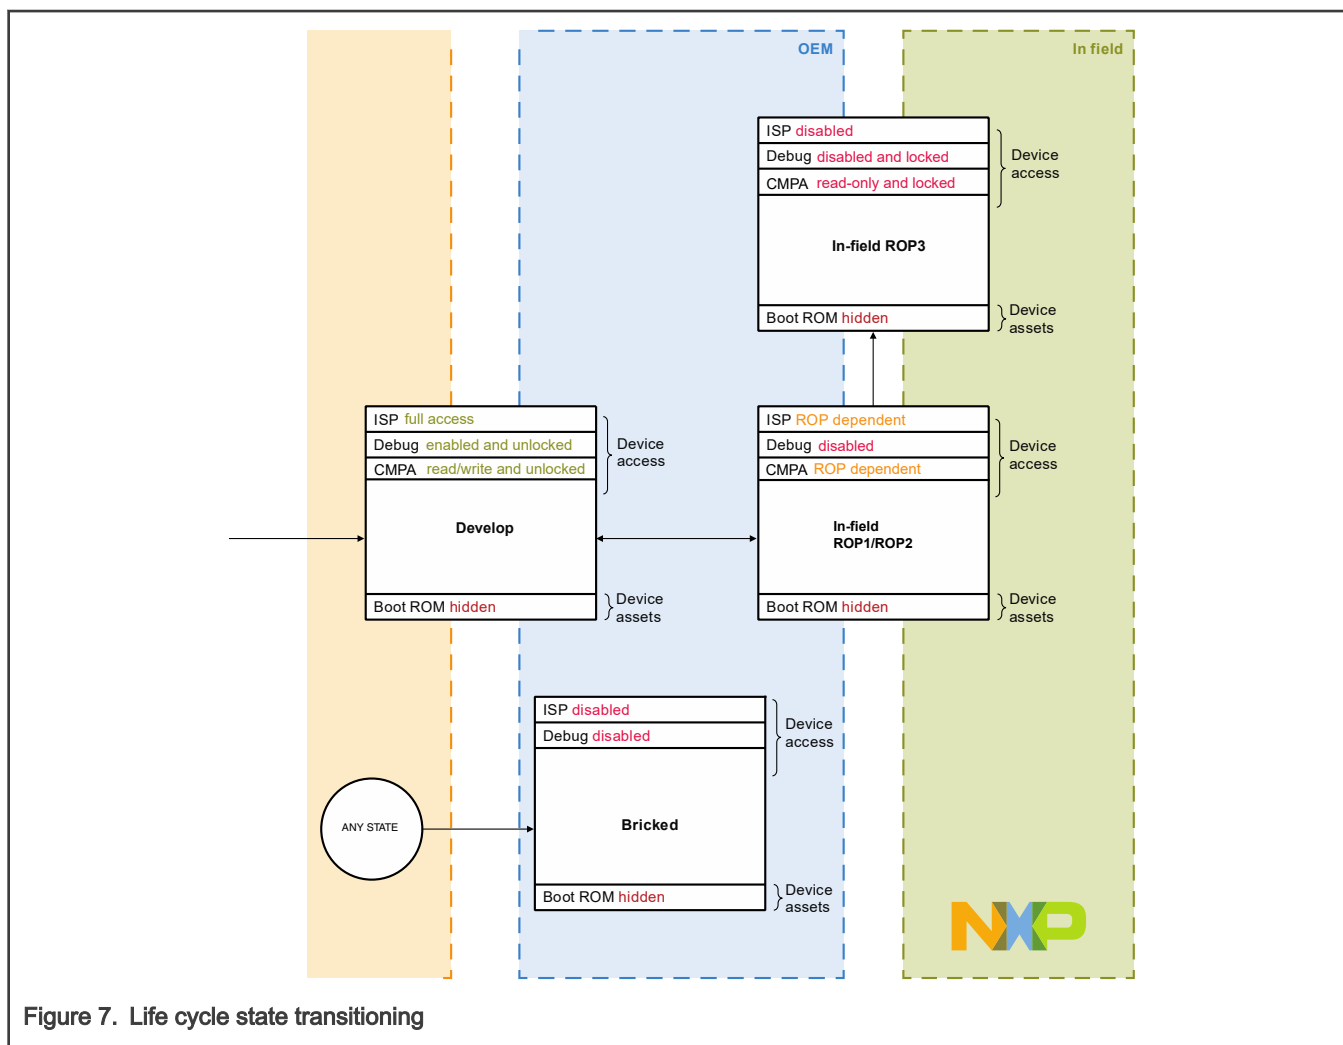 OEM
In field
ISP disabled
Debug disabled and locked
CMPA read-only and locked
Device
access
In-field ROP3
Boot ROM hidden
Device
assets
ISP full access
Debug enabled and unlocked
CMPA read/write and unlocked
Device
access
Develop
Boot ROM hidden
Device
assets
ISP ROP dependent
Debug disabled
CMPA ROP dependent
Device
access
In-field
ROP1/ROP2
Boot ROM hidden
Device
assets
ISP disabled
Debug disabled
Device
access
Bricked
Boot ROM hidden
Device
assets
ANY STATE
NXP
Figure 7. Life cycle state transitioning